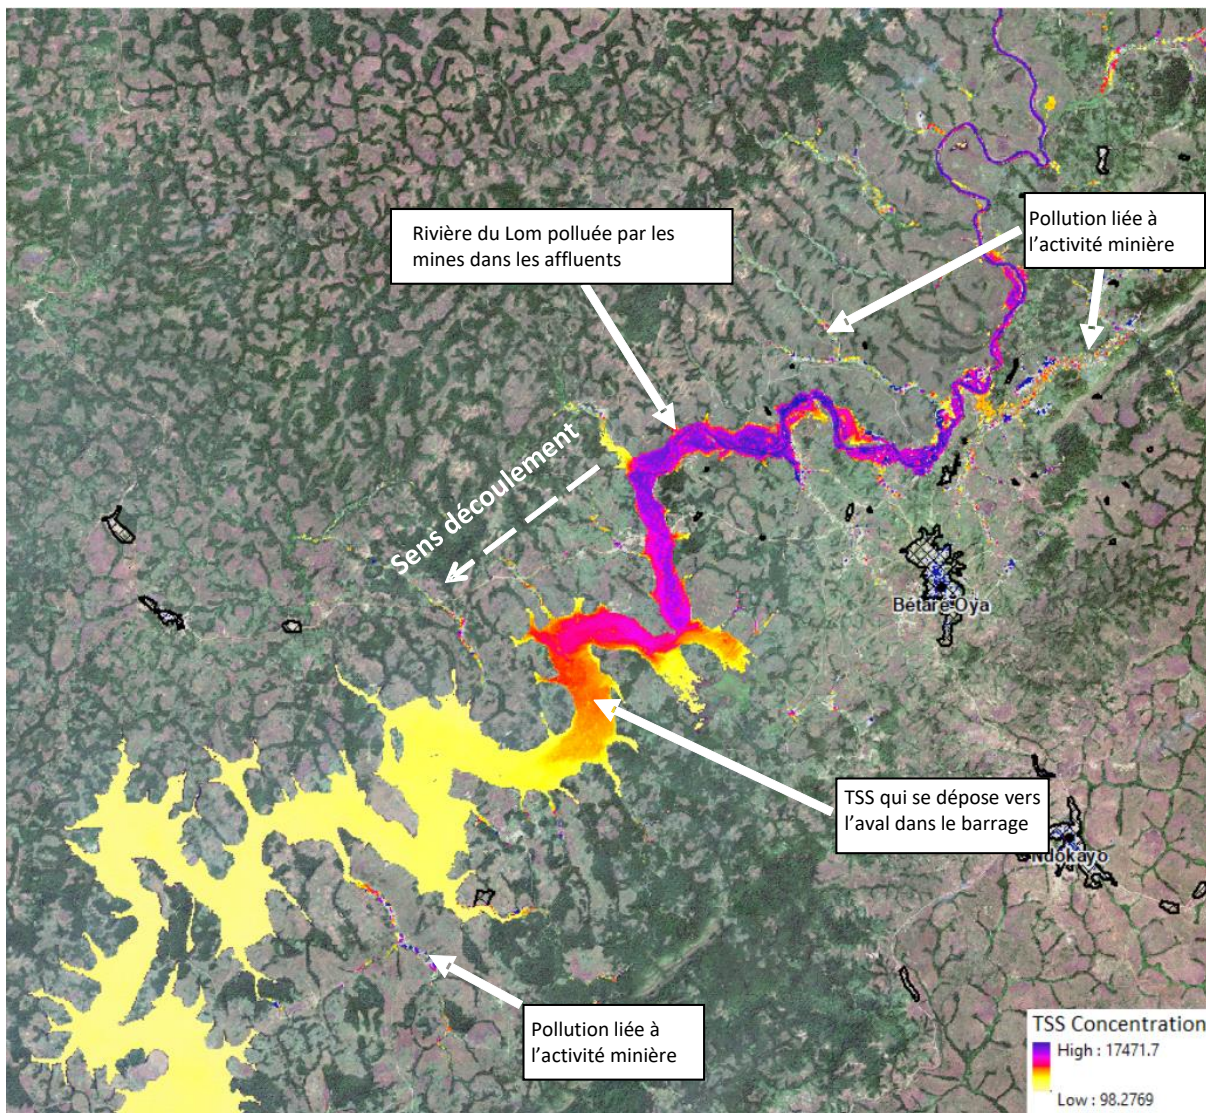 Rivière du Lom polluée par les
mines dans les affluents
Pollution liée à
l’activité minière
Sens découlement
Bétaré Oya
TSS qui se dépose vers
l’aval dans le barrage
Ndokayo
Pollution liée à
l’activité minière
TSS Concentration
High : 17471.7
Low : 98.2769